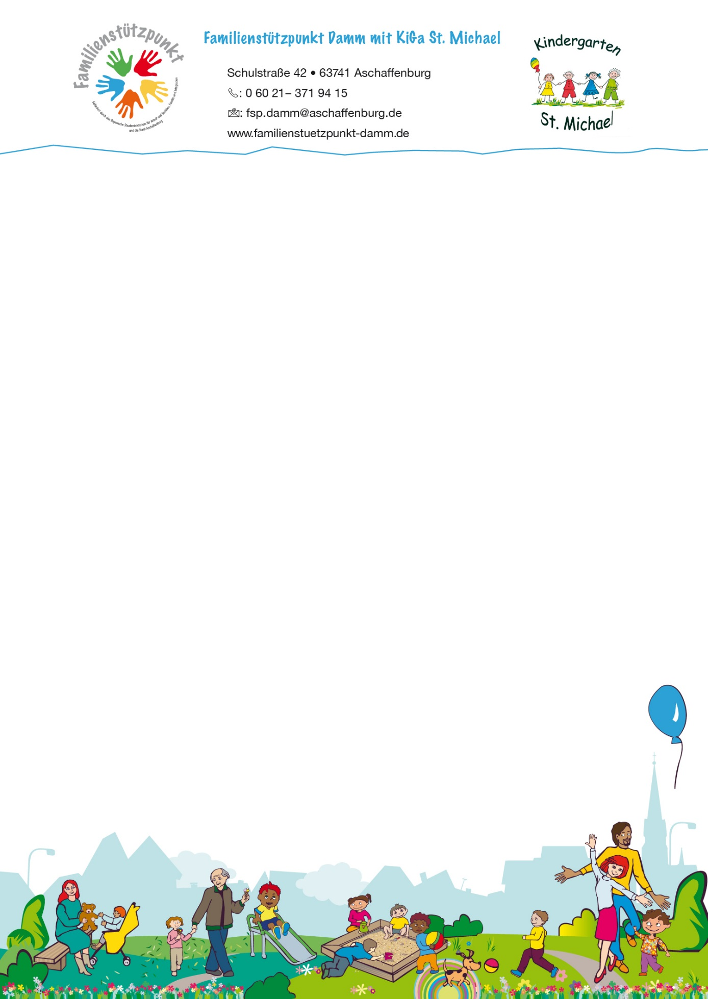 Familienstützpunkt
Gefördert durch das Bayerische Staatsministerium für Arbeit und Soziales, Familie und Integration
und die Stadt Aschaffenburg
Familienstützpunkt Damm mit KiGa St. Michael
Schulstraße 42 • 63741 Aschaffenburg
: 0 60 21– 371 94 15
: fsp.damm@aschaffenburg.de
www.familienstuetzpunkt-damm.de
Kindergarten
St. Michael